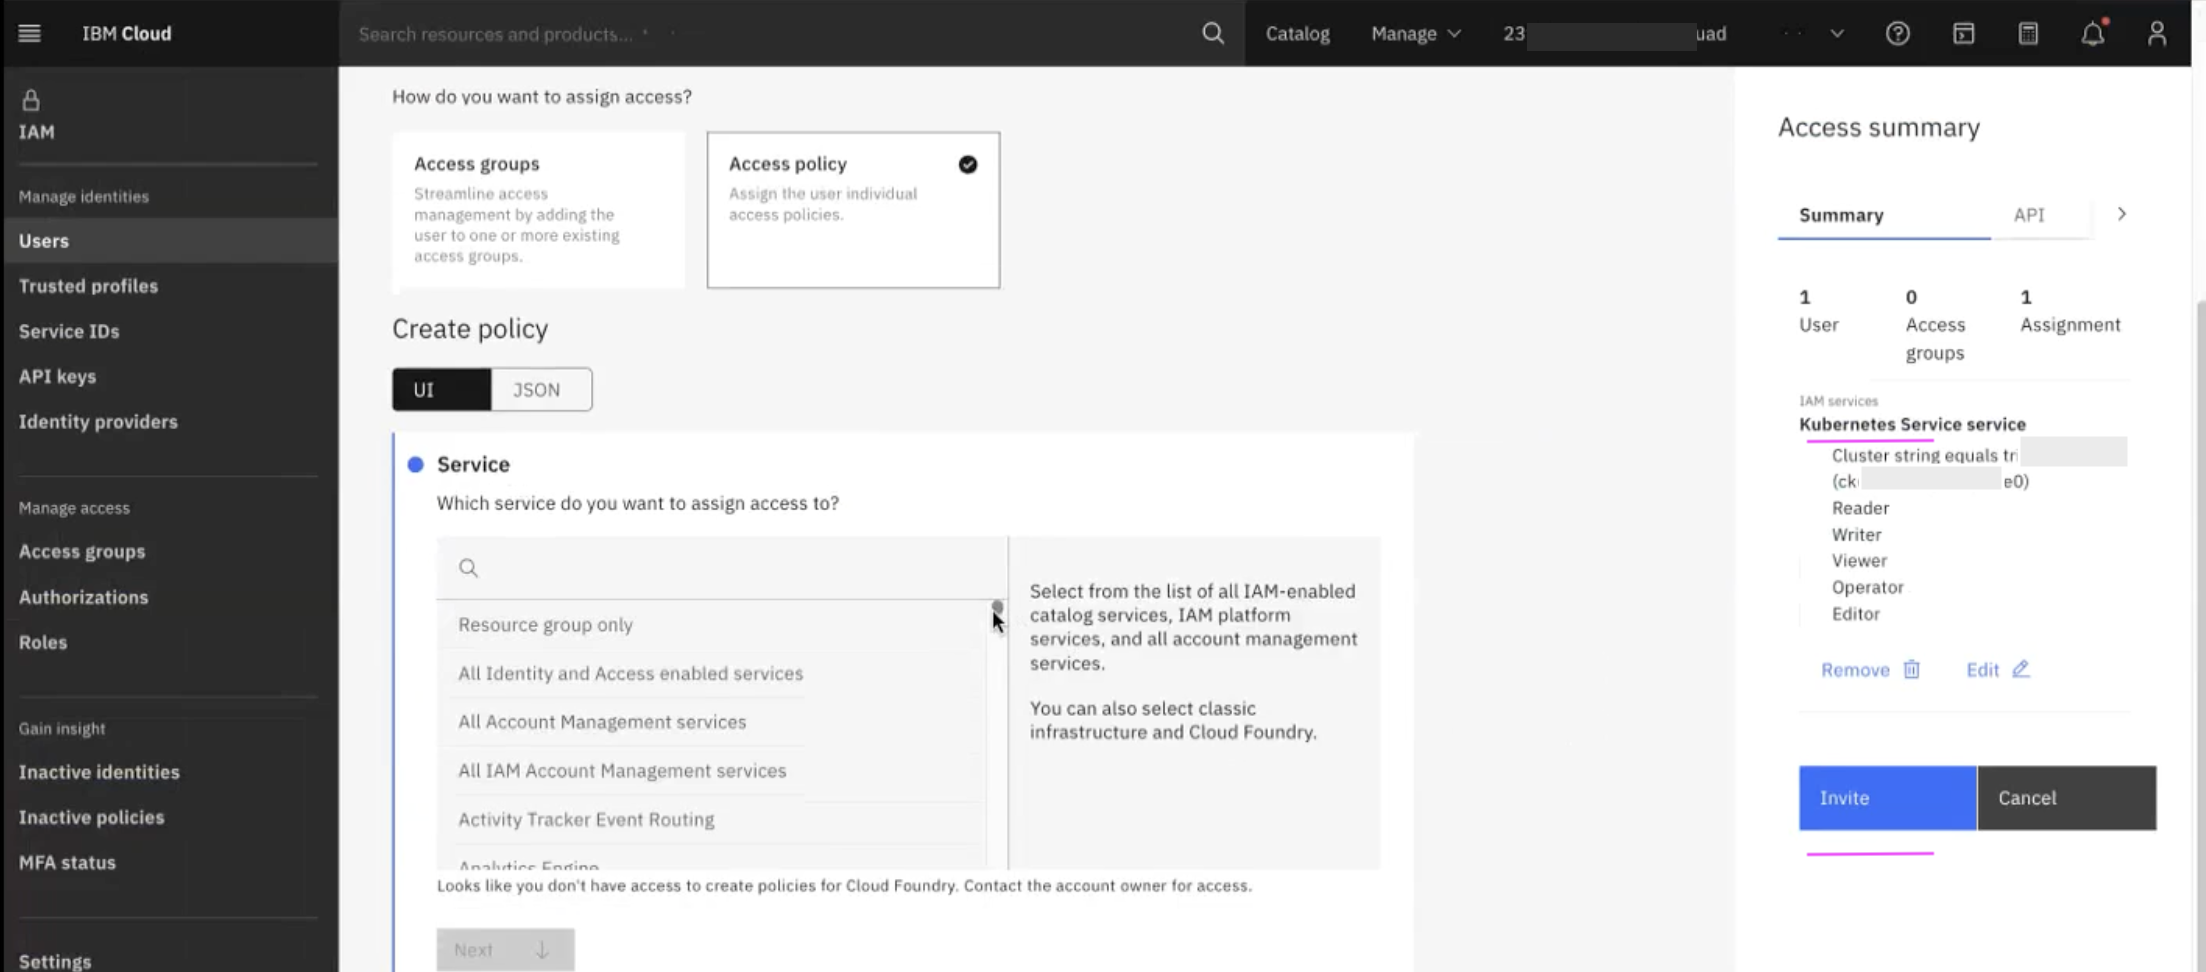 IBM Cloud
Search resources and products...
Catalog
Manage
23
uad
IAM
Manage identities
Users
Trusted profiles
Service IDs
API keys
Identity providers
Manage access
Access groups
Authorizations
Roles
Gain insight
Inactive identities
Inactive policies
MFA status
Settings
How do you want to assign access?
Access groups
Streamline access
management by adding the
user to one or more existing
access groups.
Access policy
Assign the user individual
access policies.
Create policy
UI
JSON
Service
Which service do you want to assign access to?
Resource group only
All Identity and Access enabled services
All Account Management services
All IAM Account Management services
Activity Tracker Event Routing
Analytics Engine
Select from the list of all IAM-enabled
catalog services, IAM platform
services, and all account management
services.
You can also select classic
infrastructure and Cloud Foundry.
Looks like you don't have access to create policies for Cloud Foundry. Contact the account owner for access.
Next
Access summary
Summary
API
1
User
0
Access
groups
1
Assignment
IAM services
Kubernetes Service service
Cluster string equals tri
(ck
e0)
Reader
Writer
Viewer
Operator
Editor
Remove
Edit
Invite
Cancel